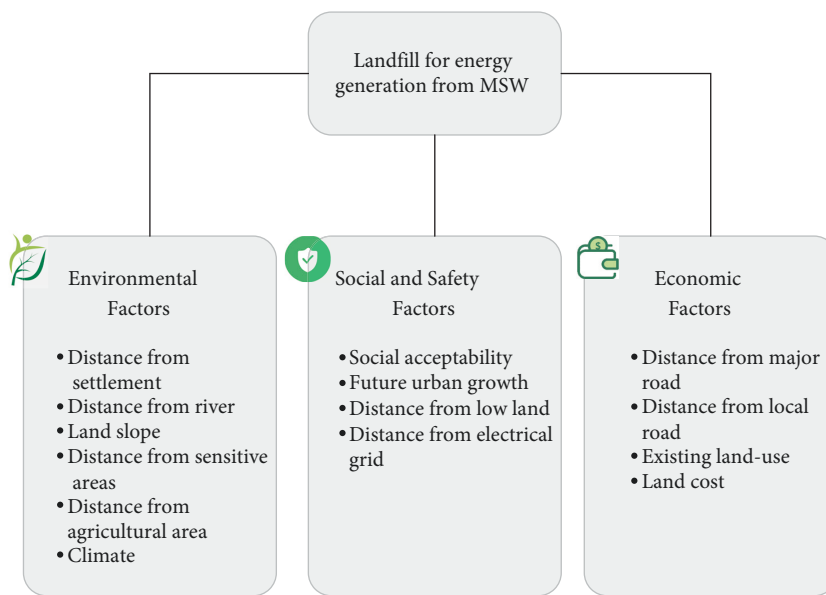 Landfill for energy
generation from MSW
Environmental
Factors
• Distance from
settlement
• Distance from river
• Land slope
• Distance from sensitive
areas
• Distance from
agricultural area
• Climate
Social and Safety
Factors
• Social acceptability
• Future urban growth
• Distance from low land
• Distance from electrical
grid
$
Economic
Factors
• Distance from major
road
• Distance from local
road
• Existing land-use
• Land cost